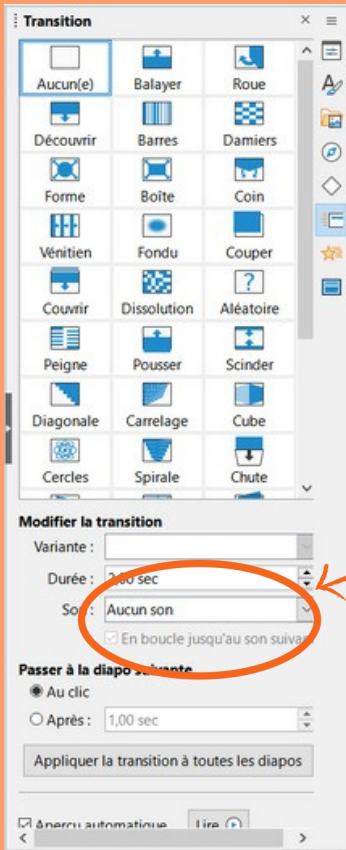 Transition
Aucun(e) Balayer Roue
Découvrir Barres Damiers
Forme Boîte Coin
Vénitien Fondu Couper
Couvrir Dissolution Aléatoire
Peigne Pousser Scinder
Diagonale Carrelage Cube
Cercles Spirale Chute
Modifier la transition
Variante :
Durée : 2,00 sec
Son : Aucun son
En boucle jusqu'au son suivan
Passer à la diapo suivante
Au clic
Après : 1,00 sec
Appliquer la transition à toutes les diapos
Aperçu automatique Lire